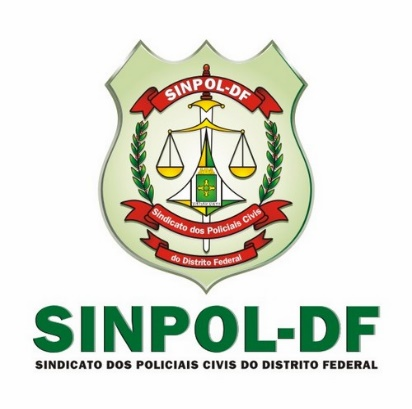 SINPOL-DF
Sindicato dos Policiais Civis
do Distrito Federal
SINPOL-DF
SINDICATO DOS POLICIAIS CIVIS DO DISTRITO FEDERAL